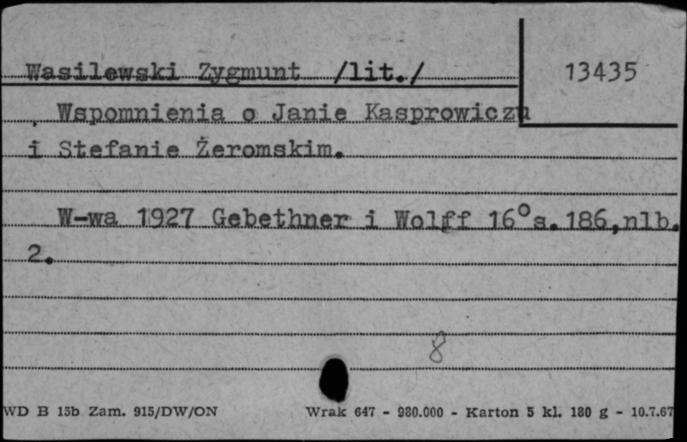 Wasilewski Zygmunt /lit./
13435
Wspomnienia o Janie Kasprowiczu
i Stefanie Żeromskim.
W-wa 1927 Gebethner i Wolff 16° s. 186, nlb.
2.
8
WD B 15b Zam. 915/DW/ON Wrak 647 - 980.000 - Karton 5 kl. 180 g - 10.7.67